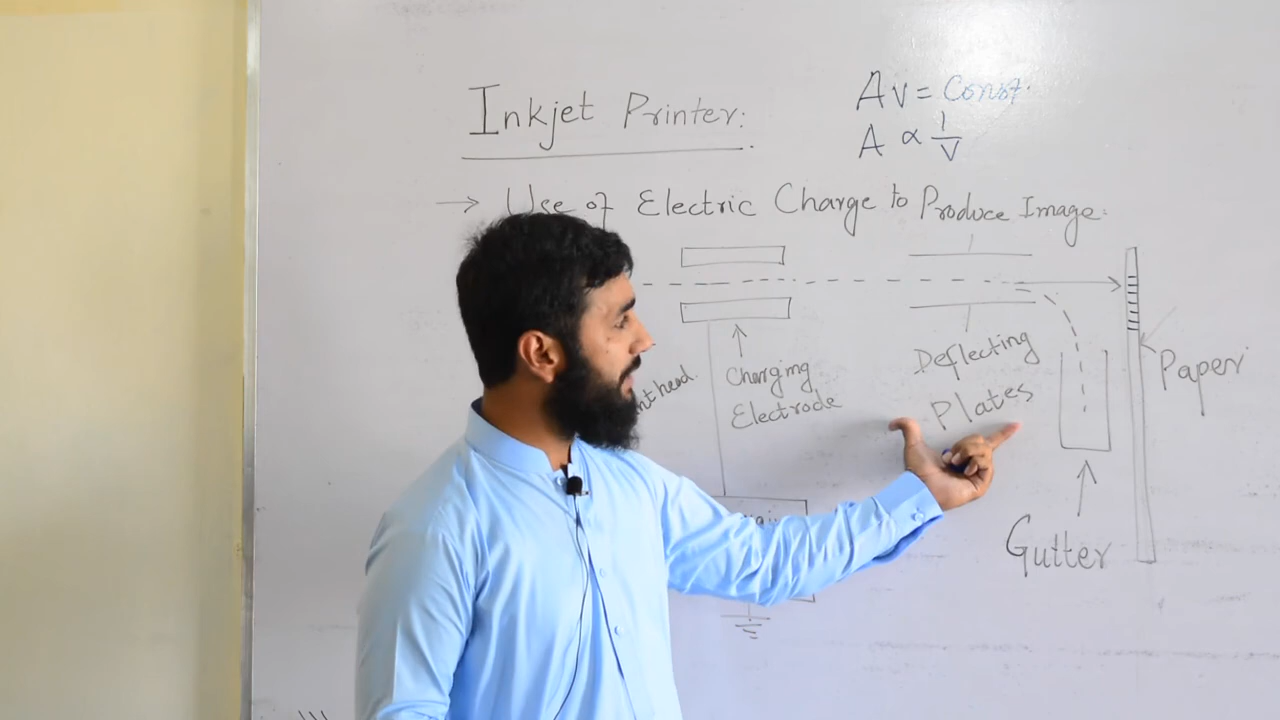 Inkjet Printer:
Av = Const.
A ∝ 1/V
→ Use of Electric Charge to Produce Image.
Charging
Electrode
Deflecting
Plates
Paper
Gutter